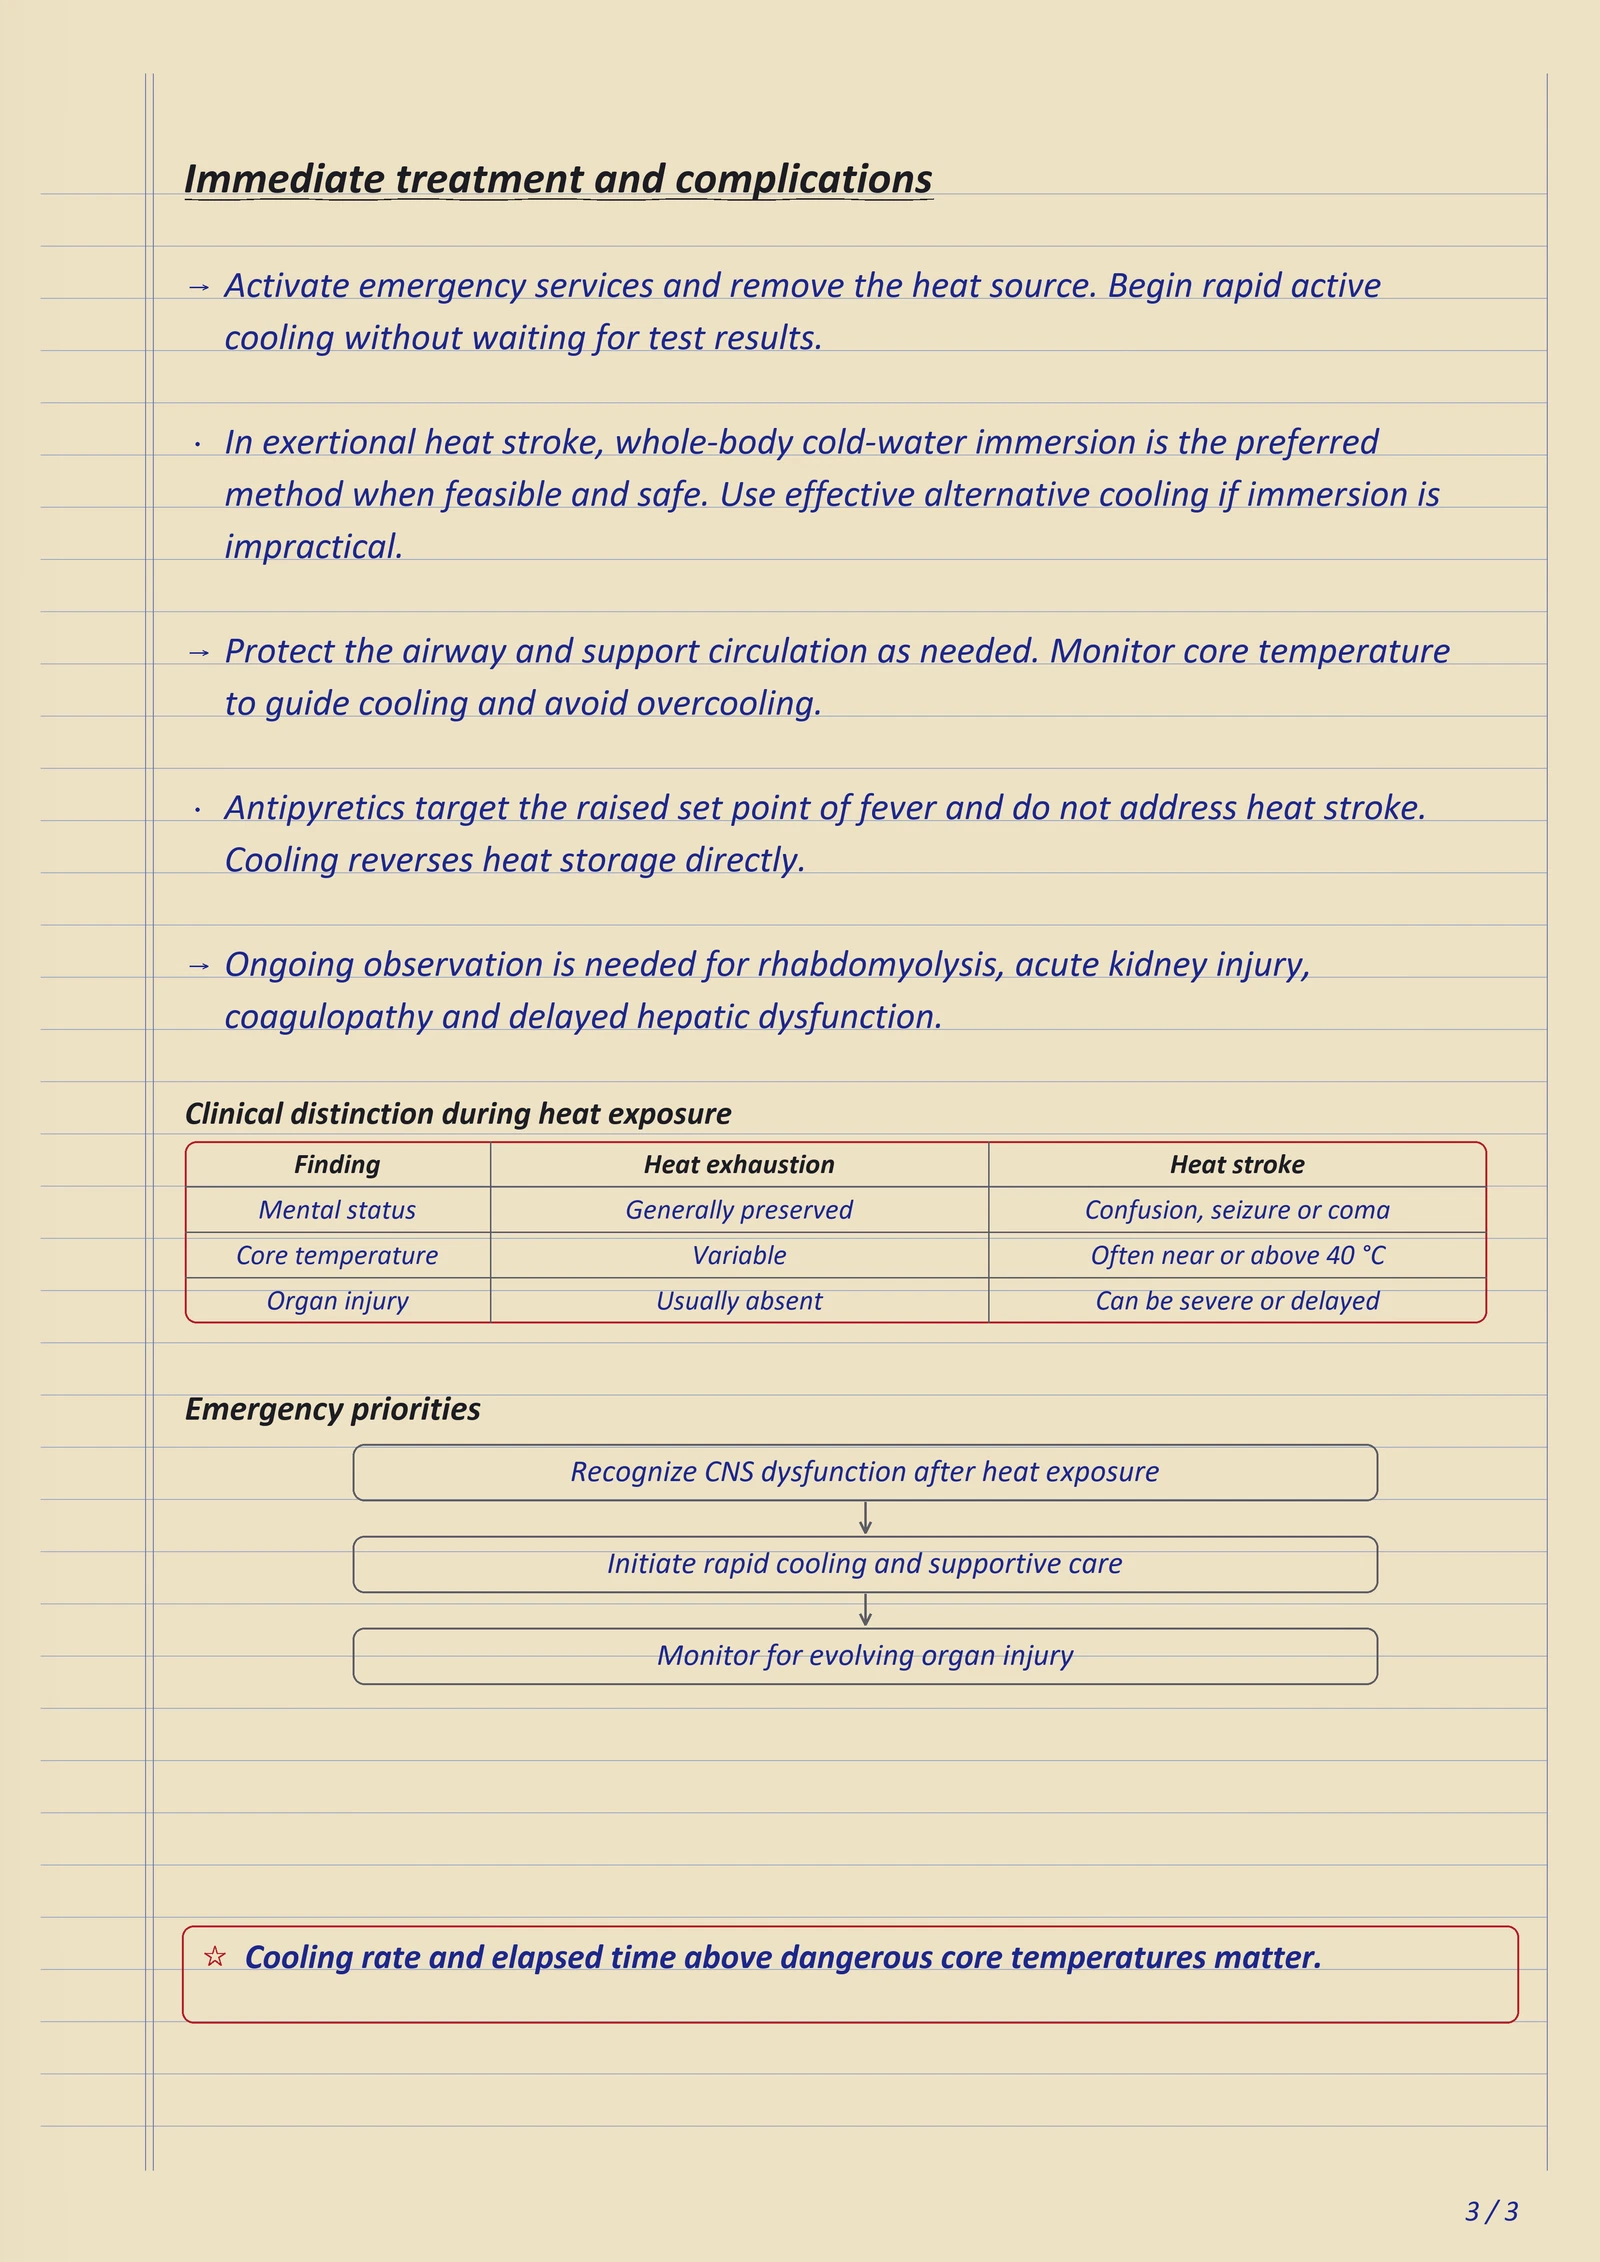 Immediate treatment and complications
→ Activate emergency services and remove the heat source. Begin rapid active
cooling without waiting for test results.
· In exertional heat stroke, whole-body cold-water immersion is the preferred
method when feasible and safe. Use effective alternative cooling if immersion is
impractical.
→ Protect the airway and support circulation as needed. Monitor core temperature
to guide cooling and avoid overcooling.
· Antipyretics target the raised set point of fever and do not address heat stroke.
Cooling reverses heat storage directly.
→ Ongoing observation is needed for rhabdomyolysis, acute kidney injury,
coagulopathy and delayed hepatic dysfunction.
Clinical distinction during heat exposure
Finding Heat exhaustion Heat stroke
Mental status Generally preserved Confusion, seizure or coma
Core temperature Variable Often near or above 40 °C
Organ injury Usually absent Can be severe or delayed
Emergency priorities
Recognize CNS dysfunction after heat exposure
Initiate rapid cooling and supportive care
Monitor for evolving organ injury
☆ Cooling rate and elapsed time above dangerous core temperatures matter.
3 / 3